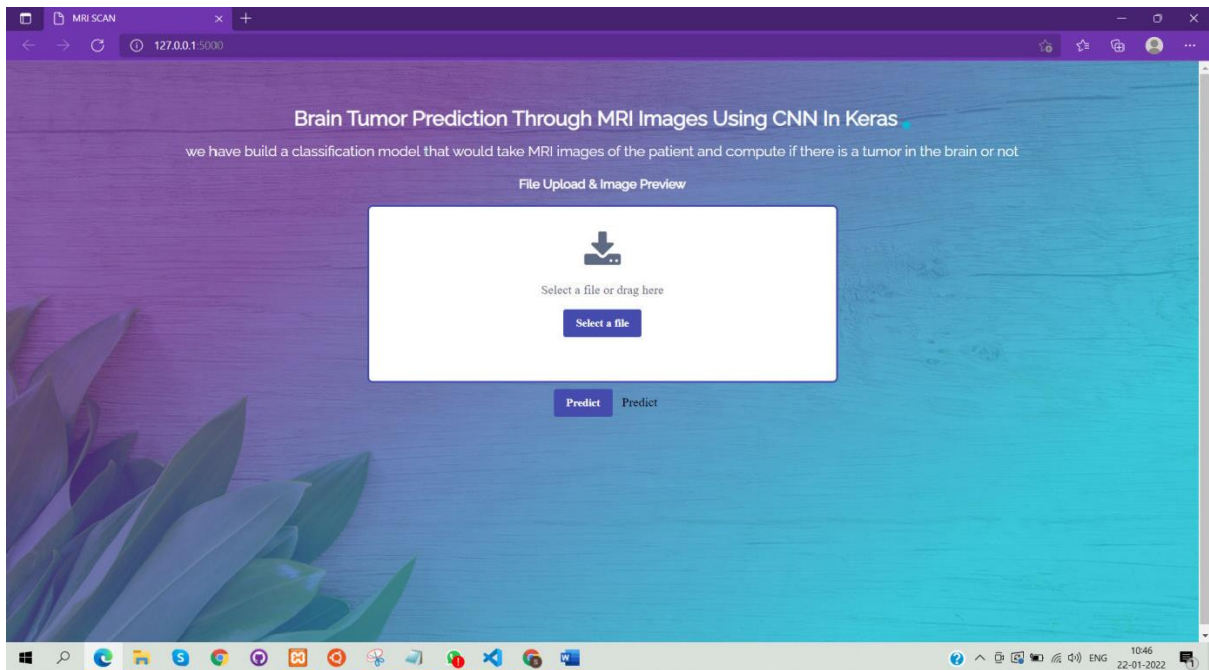 MRI SCAN
127.0.0.1:5000
Brain Tumor Prediction Through MRI Images Using CNN In Keras
we have build a classification model that would take MRI images of the patient and compute if there is a tumor in the brain or not
File Upload & Image Preview
Select a file or drag here
Select a file
Predict Predict
ENG
10:46
22-01-2022